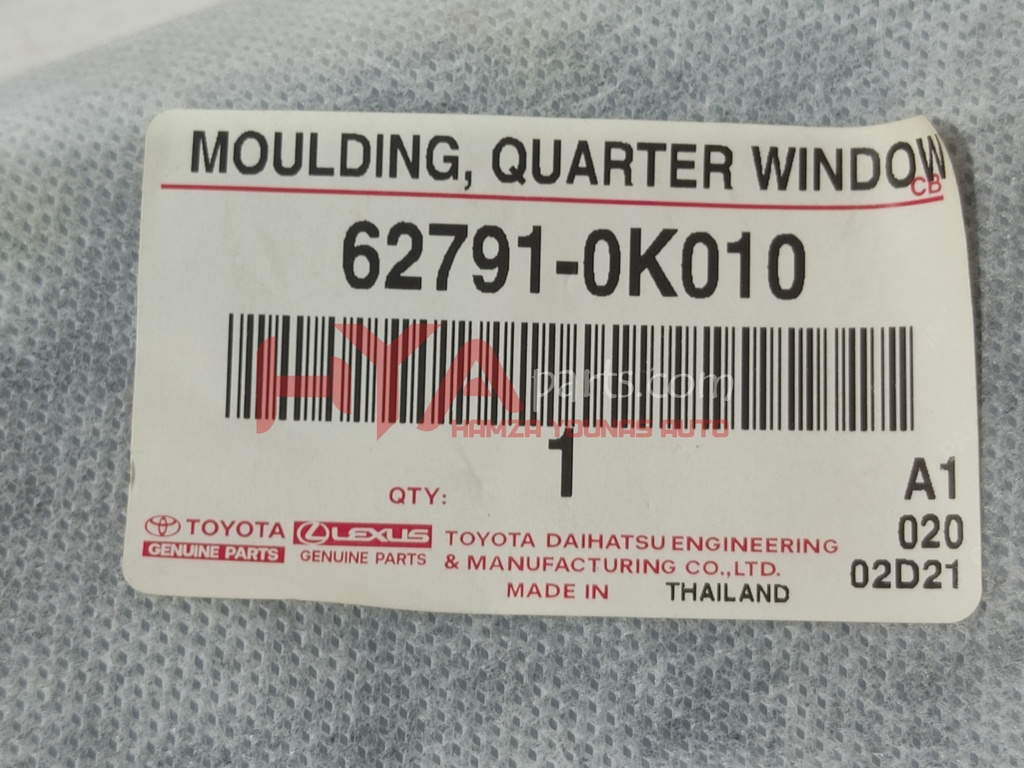 MOULDING, QUARTER WINDOW
CB
62791-0K010
HYA parts.com
HAMZA YOUNAS AUTO
QTY: 1
A1
020
02D21
TOYOTA
GENUINE PARTS
LEXUS
GENUINE PARTS
TOYOTA DAIHATSU ENGINEERING
& MANUFACTURING CO.,LTD.
MADE IN THAILAND